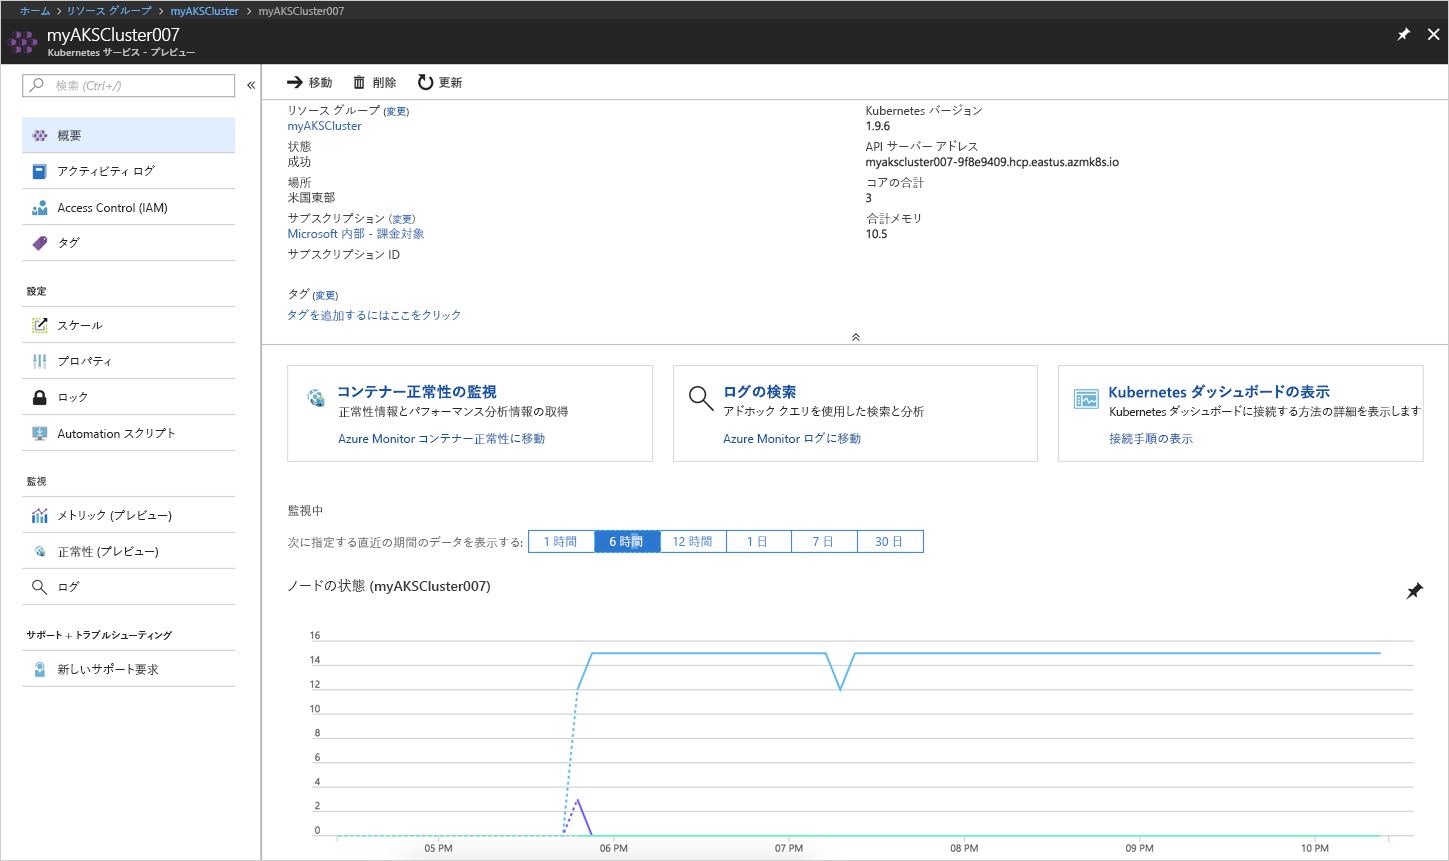 ホーム > リソース グループ > myAKSCluster > myAKSCluster007
myAKSCluster007
Kubernetes サービス - プレビュー
検索 (Ctrl+/)
概要
アクティビティ ログ
Access Control (IAM)
タグ
設定
スケール
プロパティ
ロック
Automation スクリプト
監視
メトリック (プレビュー)
正常性 (プレビュー)
ログ
サポート + トラブルシューティング
新しいサポート要求
移動 削除 更新
リソース グループ (変更)
myAKSCluster
状態
成功
場所
米国東部
サブスクリプション (変更)
Microsoft 内部 - 課金対象
サブスクリプション ID
タグ (変更)
タグを追加するにはここをクリック
Kubernetes バージョン
1.9.6
API サーバー アドレス
myakscluster007-9f8e9409.hcp.eastus.azmk8s.io
コアの合計
3
合計メモリ
10.5
コンテナー正常性の監視
正常性情報とパフォーマンス分析情報の取得
Azure Monitor コンテナー正常性に移動
ログの検索
アドホック クエリを使用した検索と分析
Azure Monitor ログに移動
Kubernetes ダッシュボードの表示
Kubernetes ダッシュボードに接続する方法の詳細を表示します
接続手順の表示
監視中
次に指定する直近の期間のデータを表示する: 1 時間 6 時間 12 時間 1 日 7 日 30 日
ノードの状態 (myAKSCluster007)
16
14
12
10
8
6
4
2
0
05 PM 06 PM 07 PM 08 PM 09 PM 10 PM